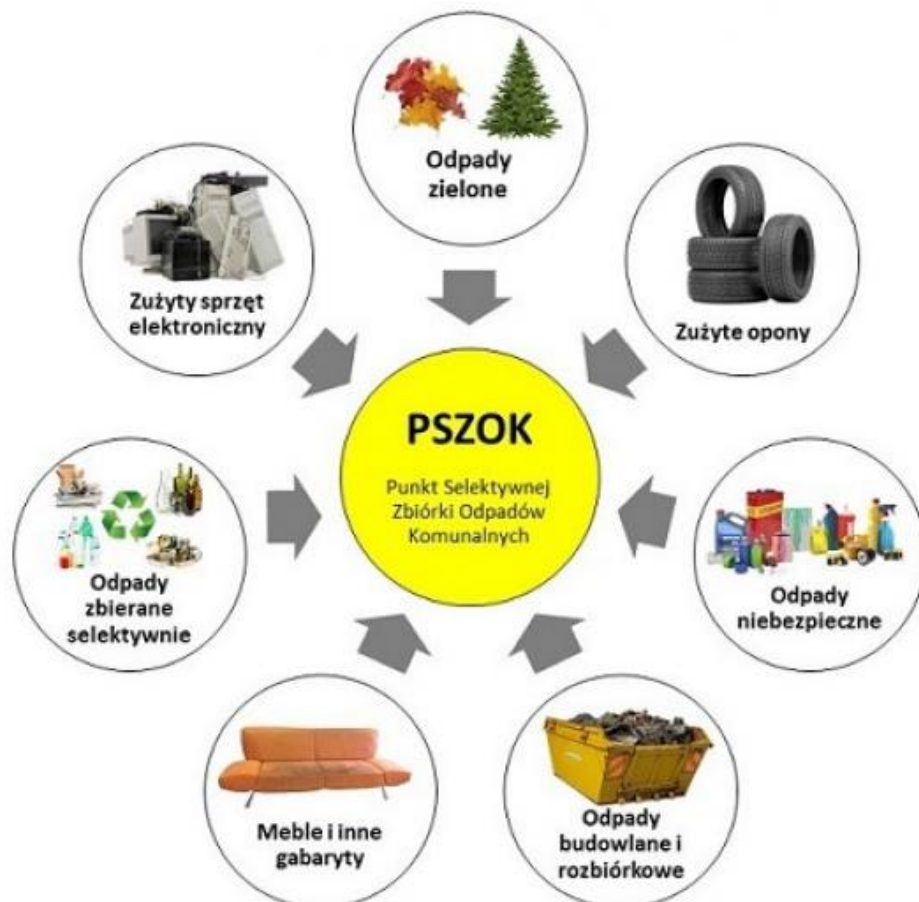 Odpady
zielone
Zużyty sprzęt
elektroniczny
Zużyte opony
PSZOK
Punkt Selektywnej
Zbiórki Odpadów
Komunalnych
Odpady
zbierane
selektywnie
Odpady
niebezpieczne
Meble i inne
gabaryty
Odpady
budowlane i
rozbiórkowe